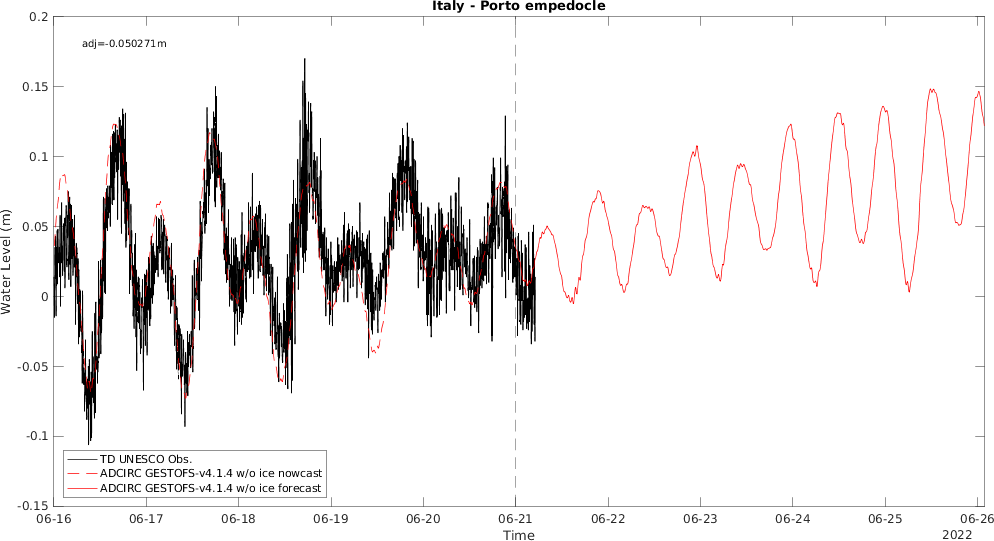 Italy - Porto empedocle
adj=-0.050271m
Water Level (m)
0.2
0.15
0.1
0.05
0
-0.05
-0.1
-0.15
TD UNESCO Obs.
ADCIRC GESTOFS-v4.1.4 w/o ice nowcast
ADCIRC GESTOFS-v4.1.4 w/o ice forecast
06-16 06-17 06-18 06-19 06-20 06-21 06-22 06-23 06-24 06-25 06-26
Time
2022